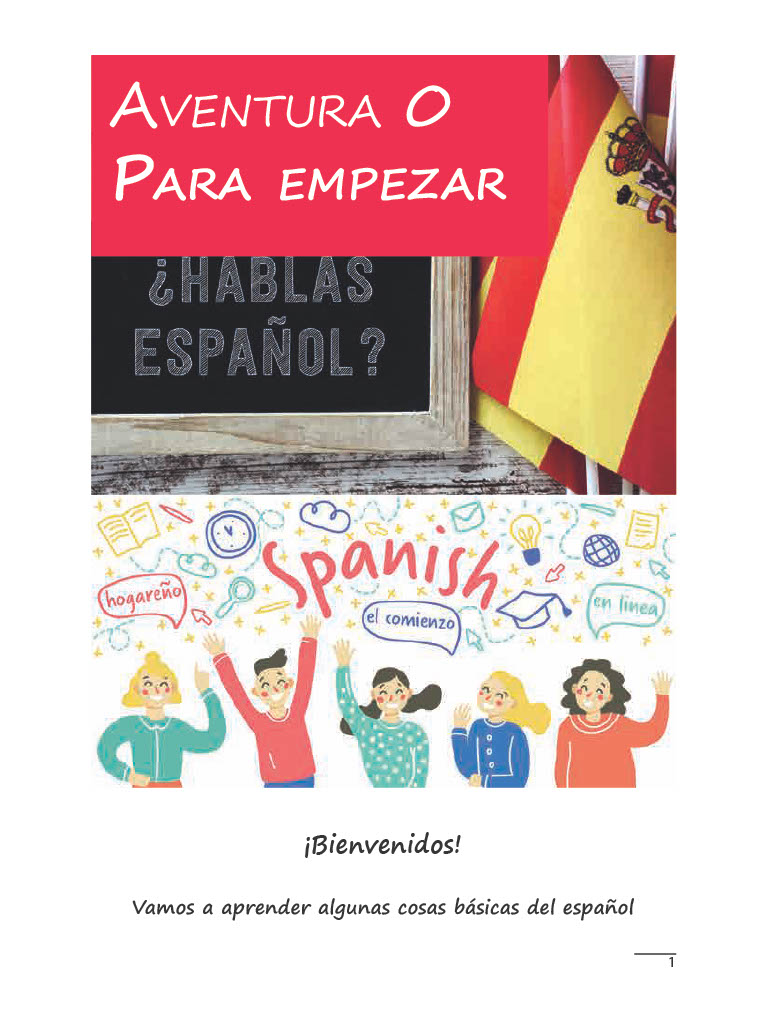 AVENTURA 0
PARA EMPEZAR
¿HABLAS
ESPAÑOL?
Spanish
hogareño
el comienzo
en línea
¡Bienvenidos!
Vamos a aprender algunas cosas básicas del español
1